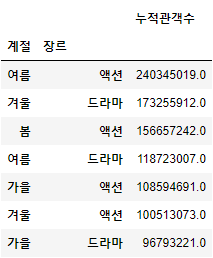 누적관객수
계절 장르
여름 액션 240345019.0
겨울 드라마 173255912.0
봄 액션 156657242.0
여름 드라마 118723007.0
가을 액션 108594691.0
겨울 액션 100513073.0
가을 드라마 96793221.0